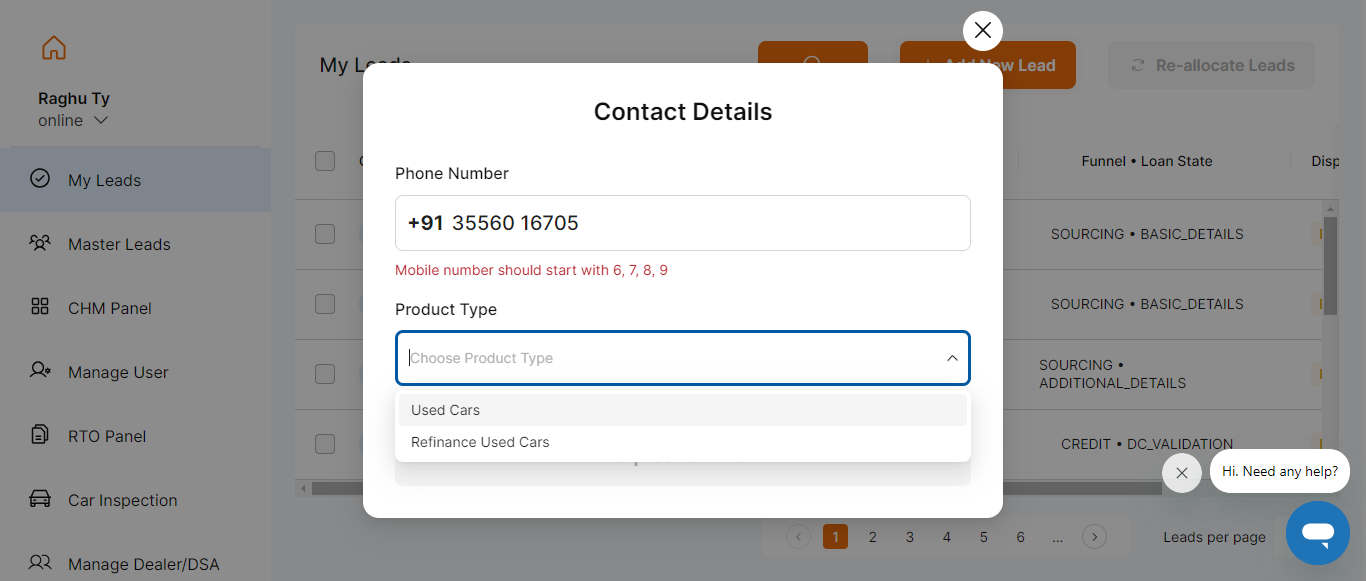 Raghu Ty
online
My Leads
Master Leads
CHM Panel
Manage User
RTO Panel
Car Inspection
Manage Dealer/DSA
My Leads
Add New Lead
Re-allocate Leads
Funnel • Loan State
Disp
SOURCING • BASIC_DETAILS
SOURCING • BASIC_DETAILS
SOURCING •
ADDITIONAL_DETAILS
CREDIT • DC_VALIDATION
Contact Details
Phone Number
+91 35560 16705
Mobile number should start with 6, 7, 8, 9
Product Type
Choose Product Type
Used Cars
Refinance Used Cars
Hi. Need any help?
1 2 3 4 5 6 ...
Leads per page